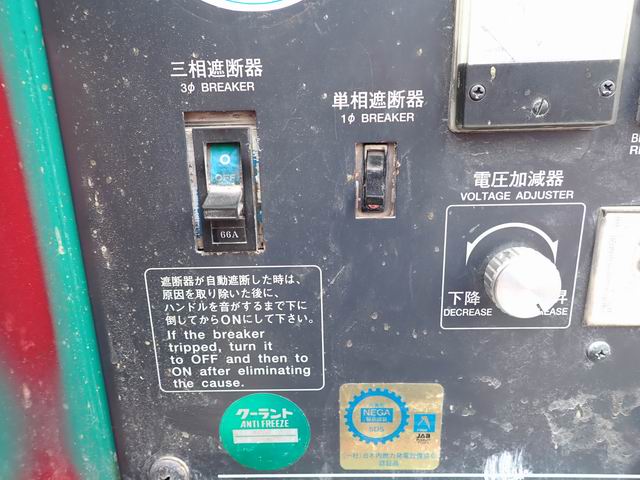 三相遮断器
3φ BREAKER
単相遮断器
1φ BREAKER
OFF
66A
電圧加減器
VOLTAGE ADJUSTER
下降
昇
DECREASE
遮断器が自動遮断した時は、
原因を取り除いた後に、
ハンドルを音がするまで下に
倒してからONにして下さい。
If the breaker
tripped, turn it
to OFF and then to
ON after eliminating
the cause.
クーラント
ANTI FREEZE
NEGA
SDS
JAB